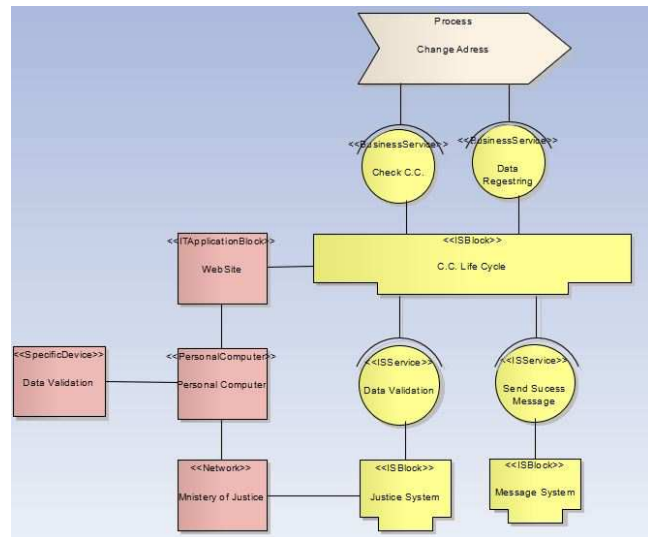 Process
Change Adress
<<BusinessService>>
Check C.C.
<<BusinessService>>
Data
Regestring
<<ITApplicationBlock>>
WebSite
<<ISBlock>>
C.C. Life Cycle
<<SpecificDevice>>
Data Validation
<<PersonalComputer>>
Personal Computer
<<ISService>>
Data Validation
<<ISService>>
Send Sucess
Message
<<Network>>
Ministery of Justice
<<ISBlock>>
Justice System
<<ISBlock>>
Message System